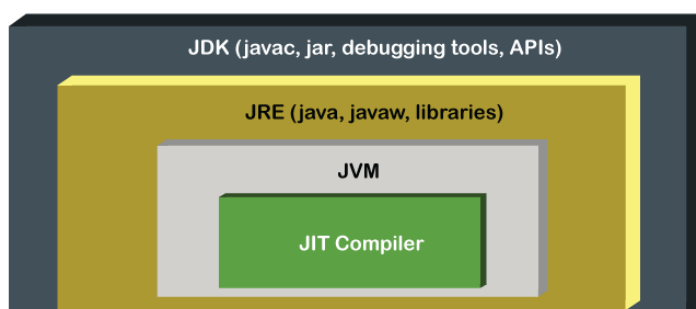 JDK (javac, jar, debugging tools, APIs)
JRE (java, javaw, libraries)
JVM
JIT Compiler